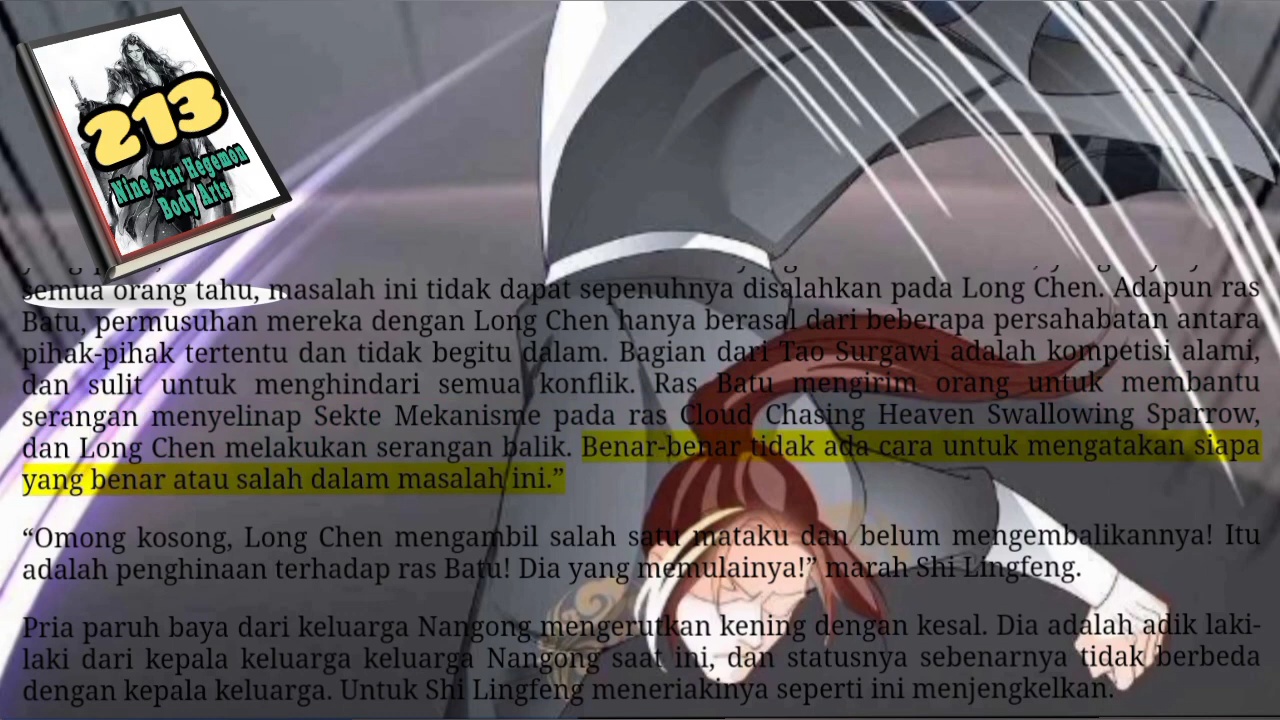 213
Nine Star Hegemon
Body Arts
semua orang tahu, masalah ini tidak dapat sepenuhnya disalahkan pada Long Chen. Adapun ras
Batu, permusuhan mereka dengan Long Chen hanya berasal dari beberapa persahabatan antara
pihak-pihak tertentu dan tidak begitu dalam. Bagian dari Tao Surgawi adalah kompetisi alami,
dan sulit untuk menghindari semua konflik. Ras Batu mengirim orang untuk membantu
serangan menyelinap Sekte Mekanisme pada ras Cloud Chasing Heaven Swallowing Sparrow,
dan Long Chen melakukan serangan balik. Benar-benar tidak ada cara untuk mengatakan siapa
yang benar atau salah dalam masalah ini.”
“Omong kosong, Long Chen mengambil salah satu mataku dan belum mengembalikannya! Itu
adalah penghinaan terhadap ras Batu! Dia yang memulainya!” marah Shi Lingfeng.
Pria paruh baya dari keluarga Nangong mengerutkan kening dengan kesal. Dia adalah adik laki-
laki dari kepala keluarga keluarga Nangong saat ini, dan statusnya sebenarnya tidak berbeda
dengan kepala keluarga. Untuk Shi Lingfeng meneriakinya seperti ini menjengkelkan.